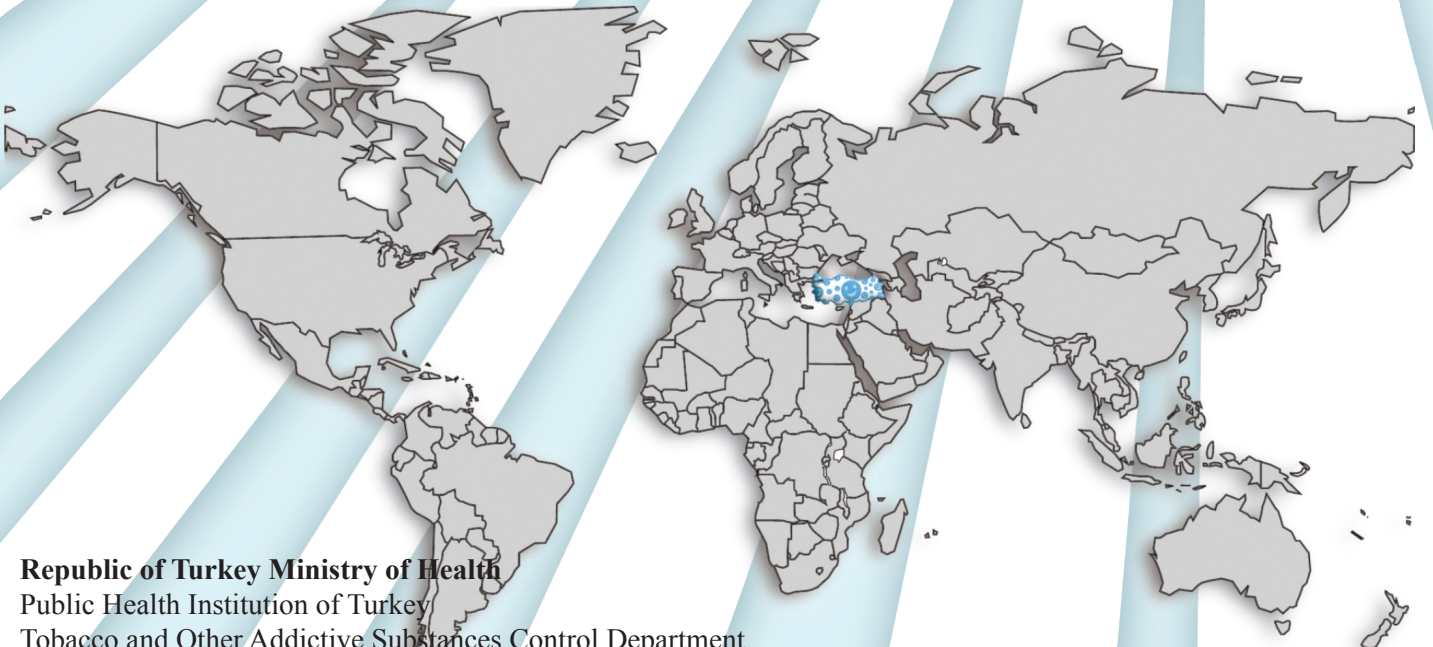 Republic of Turkey Ministry of Health
Public Health Institution of Turkey
Tobacco and Other Addictive Substances Control Department